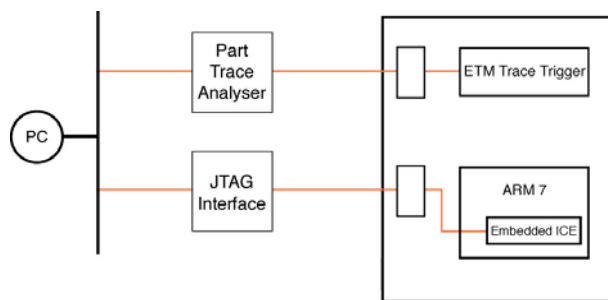 Part
Trace
Analyser
ETM Trace Trigger
PC
JTAG
Interface
ARM 7
Embedded ICE